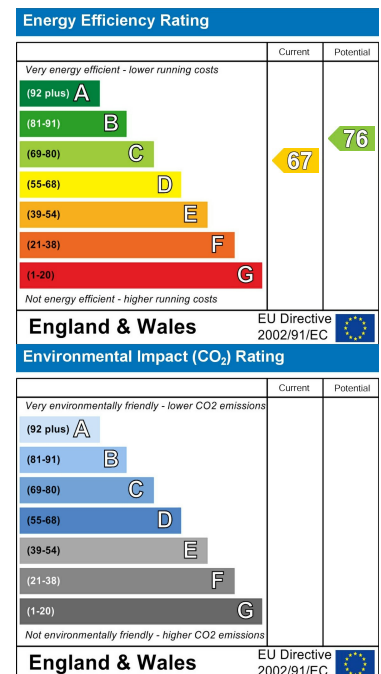 Energy Efficiency Rating
Current Potential
Very energy efficient - lower running costs
(92 plus) A
(81-91) B
(69-80) C
(55-68) D
(39-54) E
(21-38) F
(1-20) G
67
76
Not energy efficient - higher running costs
England & Wales
EU Directive
2002/91/EC
Environmental Impact (CO₂) Rating
Current Potential
Very environmentally friendly - lower CO2 emissions
(92 plus) A
(81-91) B
(69-80) C
(55-68) D
(39-54) E
(21-38) F
(1-20) G
Not environmentally friendly - higher CO2 emissions
England & Wales
EU Directive
2002/91/EC